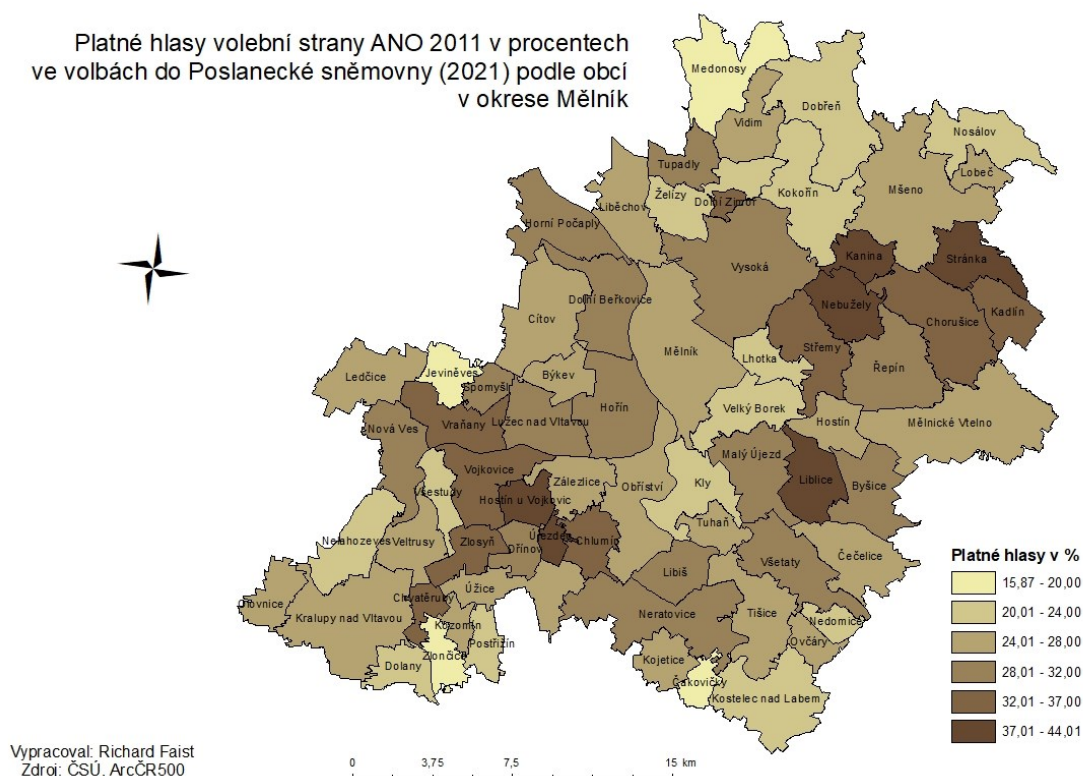 Platné hlasy volební strany ANO 2011 v procentech
ve volbách do Poslanecké sněmovny (2021) podle obcí
v okrese Mělník
Medonosy
Dobřeň
Vidim
Nosálov
Tupadly
Lobeč
Mšeno
Liběchov
Želízy
Kokořín
Horní Počaply
Kanina
Stránka
Vysoká
Dolní Beřkovice
Nebužely
Kadlín
Cítov
Chorušice
Střemy
Mělník
Lhotka
Řepín
Jeviněves
Ledčice
Býkev
Velký Borek
Hořín
Vraňany
Lužec nad Vltavou
Hostín
Mělnické Vtelno
Nová Ves
Malý Újezd
Vojkovice
Liblice
Byšice
Kly
Zálezlice
Obříství
Všestudy
Hostín u Vojkovic
Tuhaň
Zlosyň
Chlumín
Veltrusy
Nelahozeves
Dřínov
Všetaty
Čečelice
Libiš
Úžice
Chvatěruby
Olovnice
Kralupy nad Vltavou
Neratovice
Tišice
Nedomice
Kozomín
Postřižín
Ovčáry
Zlončice
Dolany
Kojetice
Čakovičky
Kostelec nad Labem
Platné hlasy v %
15,87 - 20,00
20,01 - 24,00
24,01 - 28,00
28,01 - 32,00
32,01 - 37,00
37,01 - 44,01
Vypracoval: Richard Faist
Zdroj: ČSÚ, ArcČR500
0 3,75 7,5 15 km